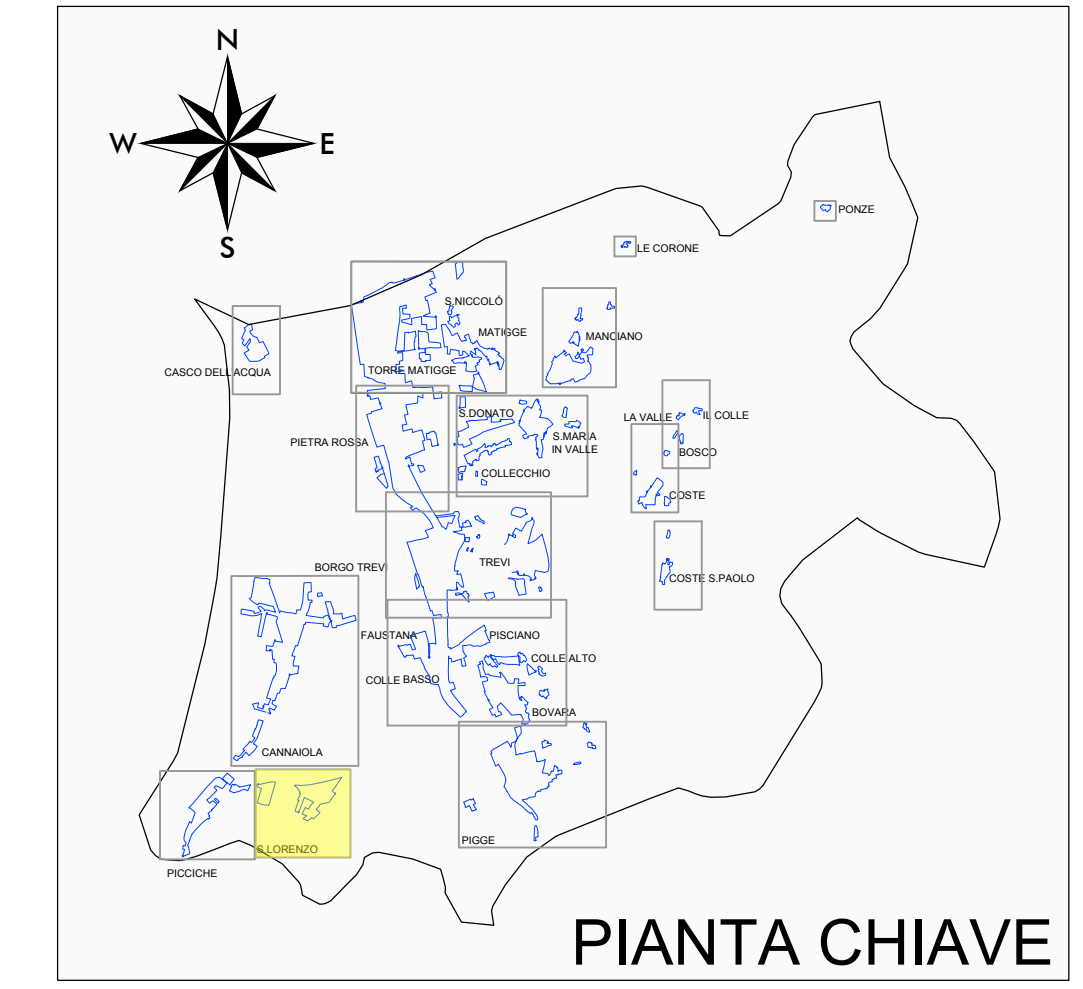 N
W
E
S
PONZE
LE CORONE
S.NICCOLÓ
MATIGGE
MANCIANO
CASCO DELL'ACQUA
TORRE MATIGGE
S.DONATO
LA VALLE
IL COLLE
PIETRA ROSSA
S.MARIA
IN VALLE
BOSCO
COLLECCHIO
COSTE
BORGO TREVI
TREVI
COSTE S.PAOLO
FAUSTANA
PISCIANO
COLLE ALTO
COLLE BASSO
BOVARA
CANNAIOLA
PIGGE
S.LORENZO
PICCICHE
PIANTA CHIAVE